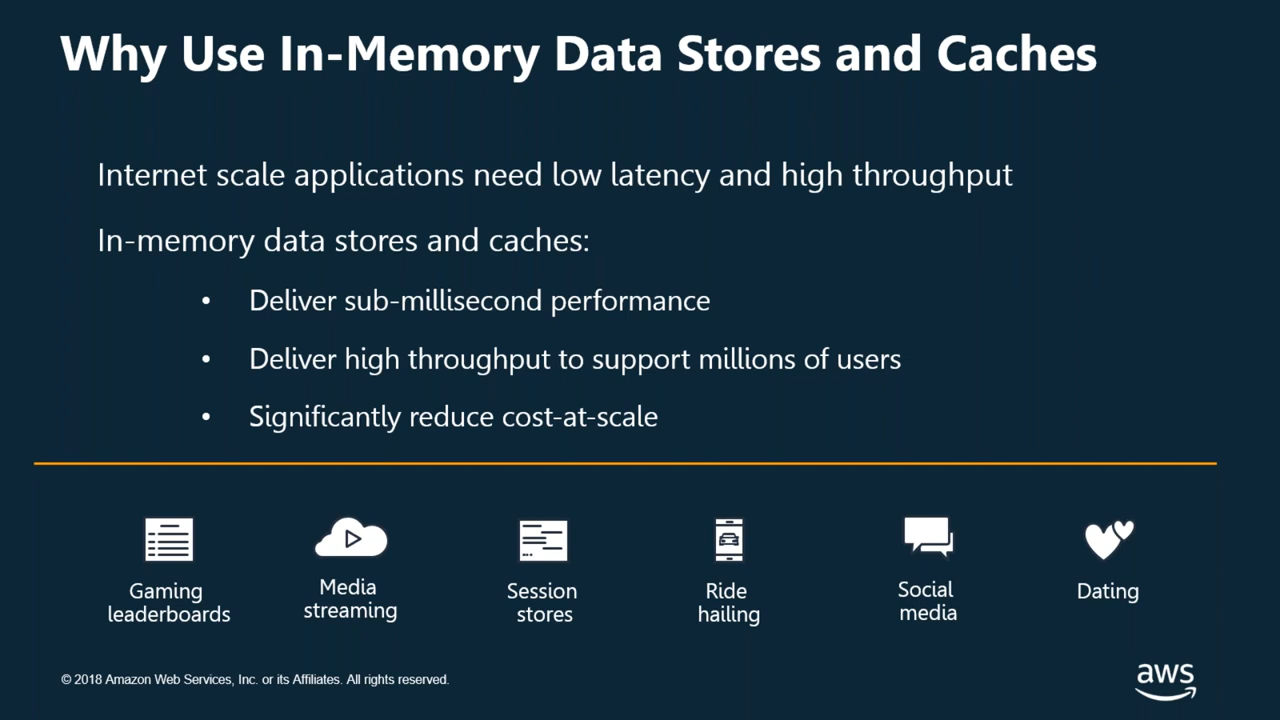 Why Use In-Memory Data Stores and Caches
Internet scale applications need low latency and high throughput
In-memory data stores and caches:
• Deliver sub-millisecond performance
• Deliver high throughput to support millions of users
• Significantly reduce cost-at-scale
Gaming
leaderboards
Media
streaming
Session
stores
Ride
hailing
Social
media
Dating
© 2018 Amazon Web Services, Inc. or its Affiliates. All rights reserved.
aws